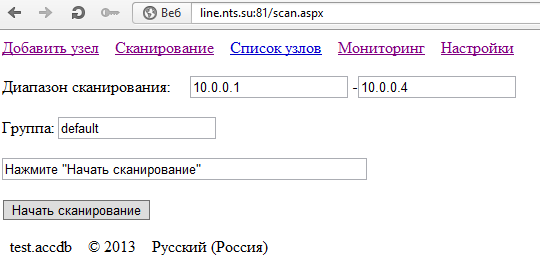 Веб line.nts.su:81/scan.aspx
Добавить узел Сканирование Список узлов Мониторинг Настройки
Диапазон сканирования: 10.0.0.1 - 10.0.0.4
Группа: default
Нажмите "Начать сканирование"
Начать сканирование
test.accdb © 2013 Русский (Россия)